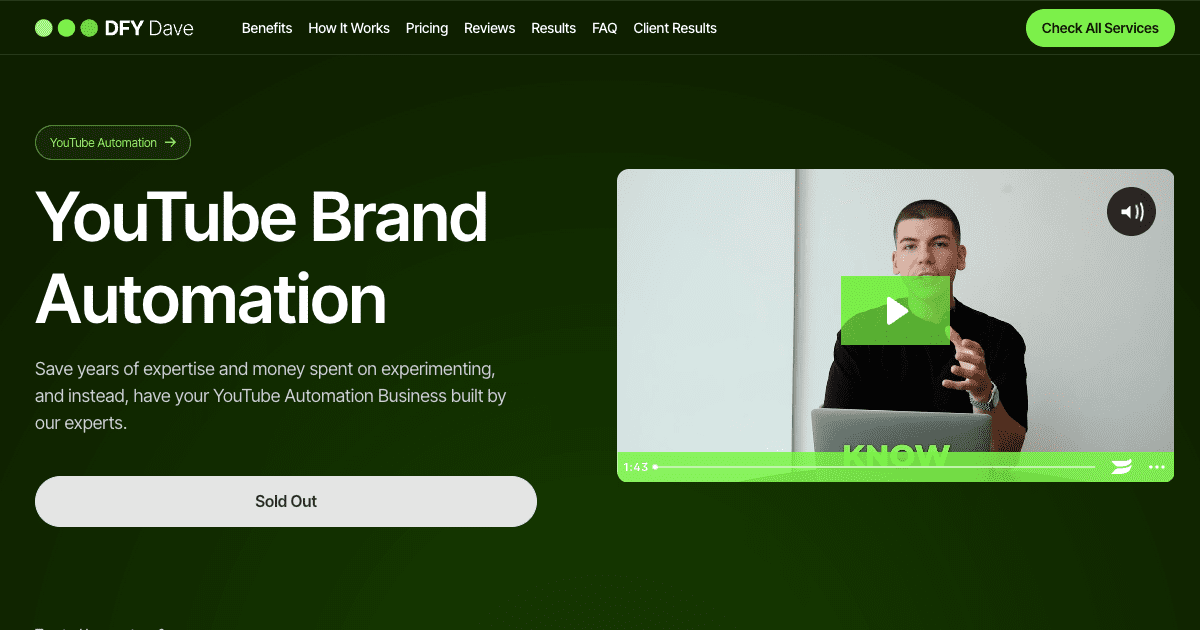 DFY Dave
Benefits How It Works Pricing Reviews Results FAQ Client Results
Check All Services
YouTube Automation →
YouTube Brand
Automation
Save years of expertise and money spent on experimenting,
and instead, have your YouTube Automation Business built by
our experts.
Sold Out
KNOW
1:43